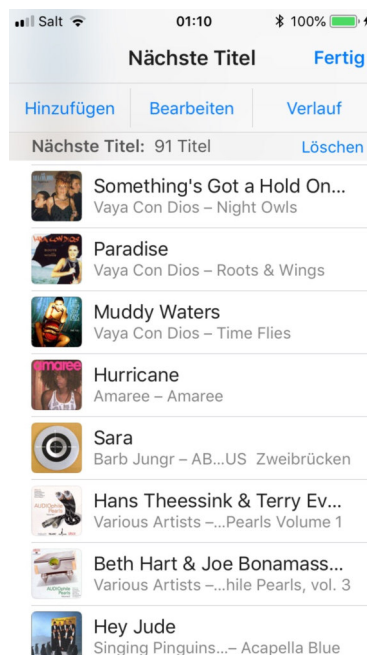 Salt 01:10 100%
Nächste Titel Fertig
Hinzufügen Bearbeiten Verlauf
Nächste Titel: 91 Titel Löschen
Something's Got a Hold On...
Vaya Con Dios – Night Owls
Paradise
Vaya Con Dios – Roots & Wings
Muddy Waters
Vaya Con Dios – Time Flies
amaree
Hurricane
Amaree – Amaree
Sara
Barb Jungr – AB...US Zweibrücken
Hans Theessink & Terry Ev...
Various Artists –...Pearls Volume 1
Beth Hart & Joe Bonamass...
Various Artists –...hile Pearls, vol. 3
Hey Jude
Singing Pinguins...– Acapella Blue